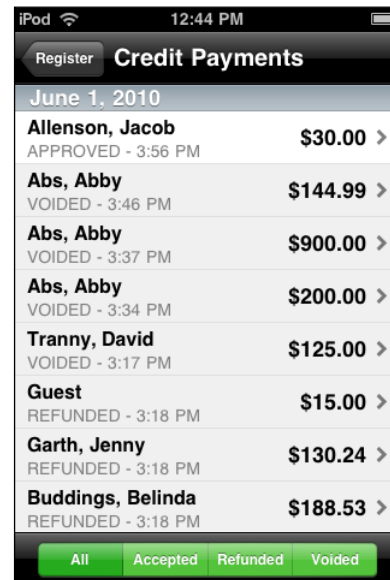 iPod 12:44 PM
Register Credit Payments
June 1, 2010
Allenson, Jacob
$30.00
APPROVED - 3:56 PM
Abs, Abby
$144.99
VOIDED - 3:46 PM
Abs, Abby
$900.00
VOIDED - 3:37 PM
Abs, Abby
$200.00
VOIDED - 3:34 PM
Tranny, David
$125.00
VOIDED - 3:17 PM
Guest
$15.00
REFUNDED - 3:18 PM
Garth, Jenny
$130.24
REFUNDED - 3:18 PM
Buddings, Belinda
$188.53
REFUNDED - 3:18 PM
All Accepted Refunded Voided